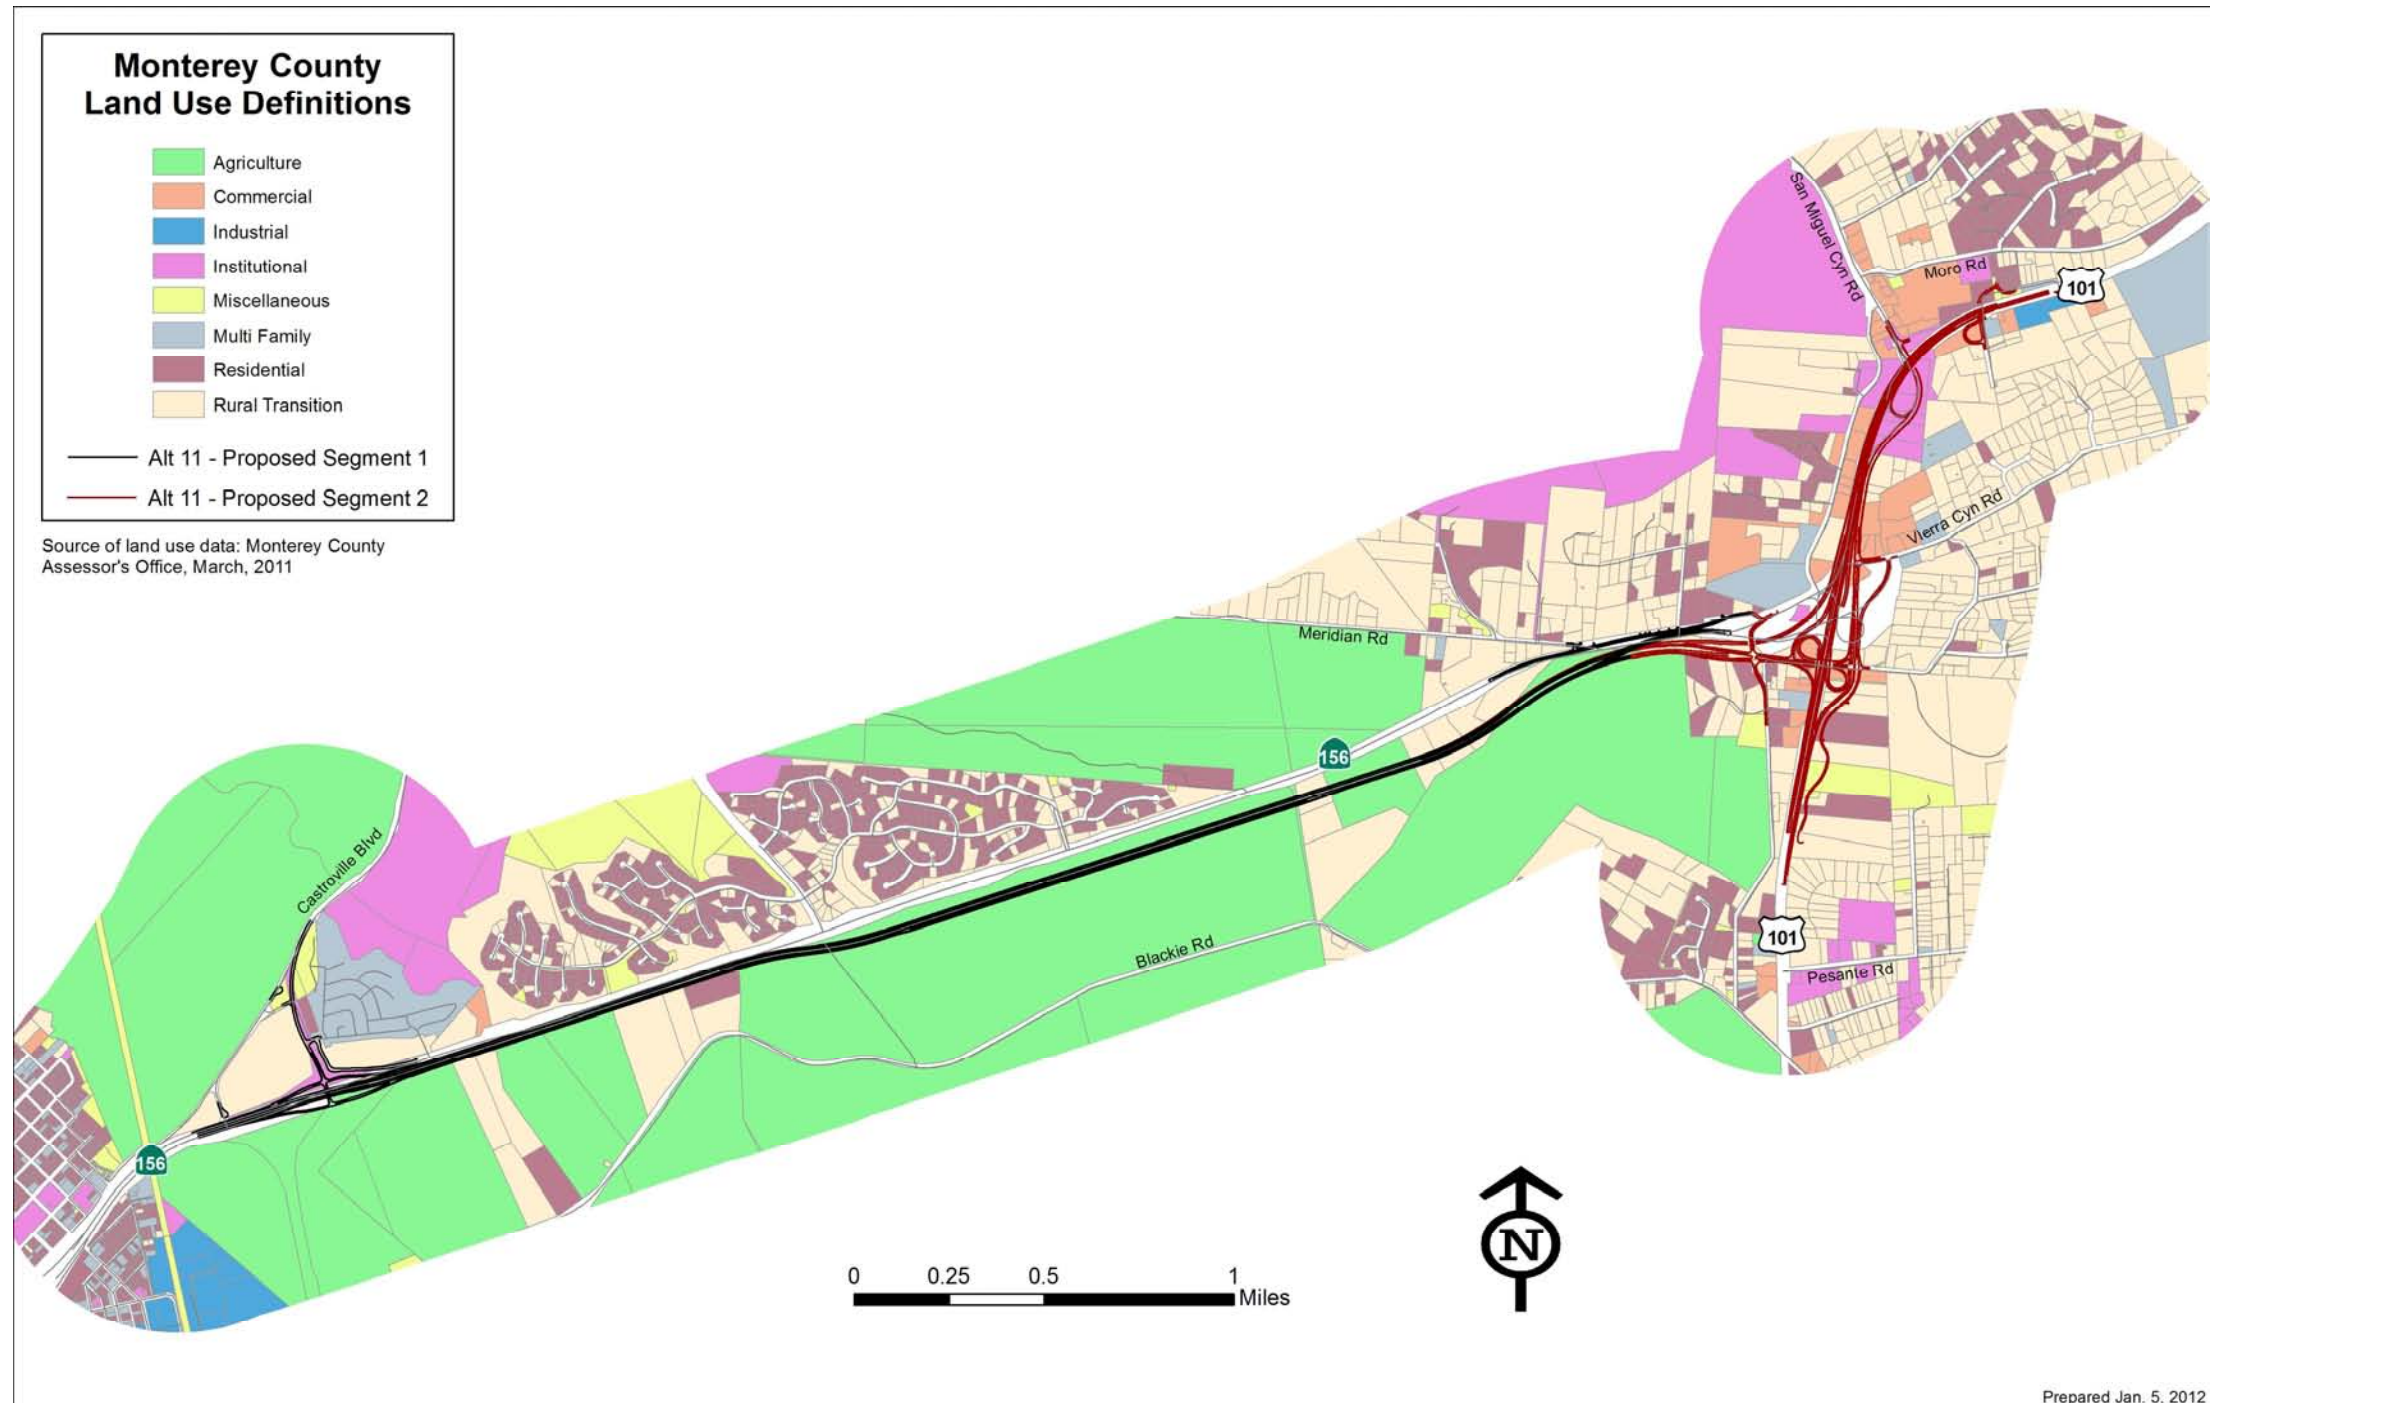 Monterey County
Land Use Definitions
Agriculture
Commercial
Industrial
Institutional
Miscellaneous
Multi Family
Residential
Rural Transition
Alt 11 - Proposed Segment 1
Alt 11 - Proposed Segment 2
Source of land use data: Monterey County
Assessor's Office, March, 2011
San Miguel Cyn Rd
Moro Rd
101
Vierra Cyn Rd
Meridian Rd
156
Castroville Blvd
Blackie Rd
101
Pesante Rd
156
0 0.25 0.5 1
Miles
N
Prepared Jan. 5, 2012